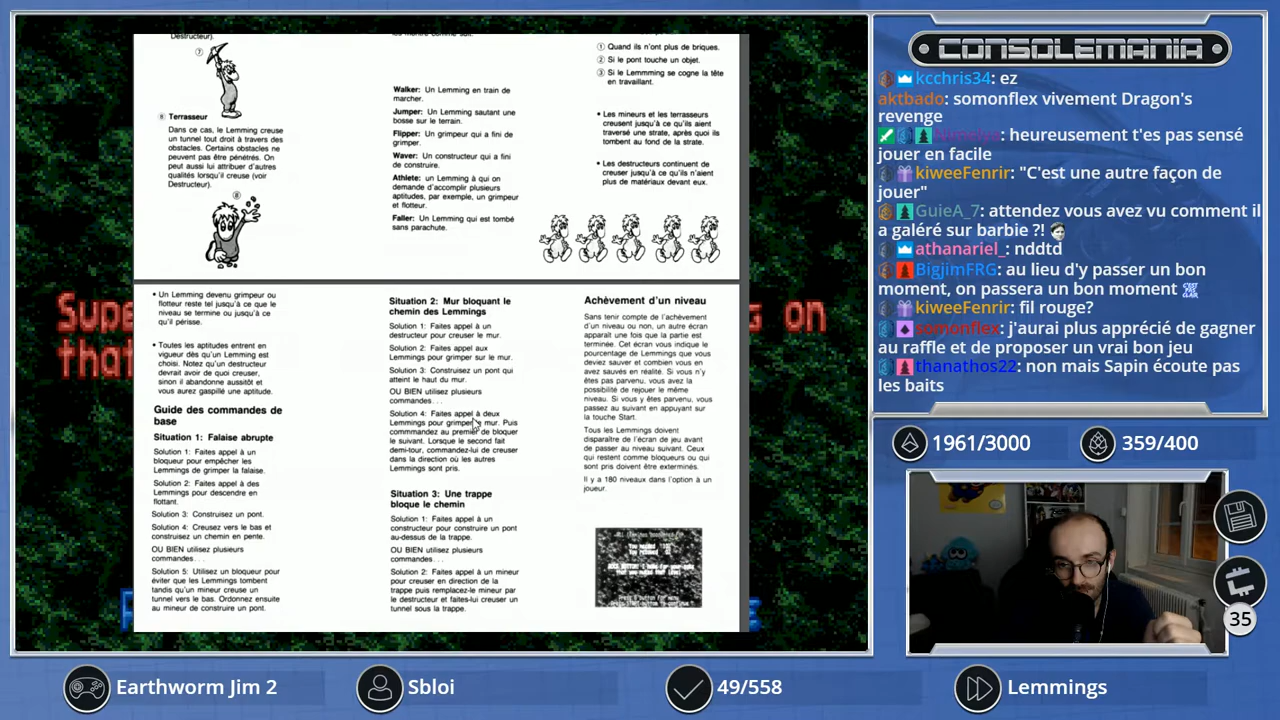 Destructeur).
⑦
⑧ Terrasseur
Dans ce cas, le Lemming creuse
un tunnel tout droit à travers des
obstacles. Certains obstacles ne
peuvent pas être pénétrés. On
peut aussi lui attribuer d'autres
qualités lorsqu'il creuse (voir
Destructeur).
⑧
Walker: Un Lemming en train de
marcher.
Jumper: Un Lemming sautant une
bosse sur le terrain.
Flipper: Un grimpeur qui a fini de
grimper.
Waver: Un constructeur qui a fini
de construire.
Athlete: un Lemming à qui on
demande d'accomplir plusieurs
aptitudes, par exemple, un grimpeur
et flotteur.
Faller: Un Lemming qui est tombé
sans parachute.
① Quand ils n'ont plus de briques.
② Si le pont touche un objet.
③ Si le Lemmming se cogne la tête
en travaillant.
• Les mineurs et les terrasseurs
creusent jusqu'à ce qu'ils aient
traversé une strate, après quoi ils
tombent au fond de la strate.
• Les destructeurs continuent de
creuser jusqu'à ce qu'ils n'aient
plus de matériaux devant eux.
• Un Lemming devenu grimpeur ou
flotteur reste tel jusqu'à ce que le
niveau se termine ou jusqu'à ce
qu'il périsse.
• Toutes les aptitudes entrent en
vigueur dès qu'un Lemming est
choisi. Notez qu'un destructeur
devrait avoir de quoi creuser,
sinon il abandonne aussitôt et
vous aurez gaspillé une aptitude.
Guide des commandes de
base
Situation 1: Falaise abrupte
Solution 1: Faites appel à un
bloqueur pour empêcher les
Lemmings de grimper la falaise.
Solution 2: Faites appel à des
Lemmings pour descendre en
flottant.
Solution 3: Construisez un pont.
Solution 4: Creusez vers le bas et
construisez un chemin en pente.
OU BIEN utilisez plusieurs
commandes...
Solution 5: Utilisez un bloqueur pour
éviter que les Lemmings tombent
tandis qu'un mineur creuse un
tunnel vers le bas. Ordonnez ensuite
au mineur de construire un pont.
Situation 2: Mur bloquant le
chemin des Lemmings
Solution 1: Faites appel à un
destructeur pour creuser le mur.
Solution 2: Faites appel aux
Lemmings pour grimper sur le mur.
Solution 3: Construisez un pont qui
atteint le haut du mur.
OU BIEN utilisez plusieurs
commandes...
Solution 4: Faites appel à deux
Lemmings pour grimper le mur. Puis
commandez au premier de bloquer
le suivant. Lorsque le second fait
demi-tour, commandez-lui de creuser
dans la direction où les autres
Lemmings sont pris.
Situation 3: Une trappe
bloque le chemin
Solution 1: Faites appel à un
constructeur pour construire un pont
au-dessus de la trappe.
OU BIEN utilisez plusieurs
commandes...
Solution 2: Faites appel à un mineur
pour creuser en direction de la
trappe puis remplacez-le mineur par
le destructeur et faites-lui creuser un
tunnel sous la trappe.
Achèvement d'un niveau
Sans tenir compte de l'achèvement
d'un niveau ou non, un autre écran
apparaît une fois que la partie est
terminée. Cet écran vous indique le
pourcentage de Lemmings que vous
deviez sauver et combien vous en
avez sauvés en réalité. Si vous n'y
êtes pas parvenu, vous avez la
possibilité de rejouer le même
niveau. Si vous y êtes parvenu, vous
passez au suivant en appuyant sur
la touche Start.
Tous les Lemmings doivent
disparaître de l'écran de jeu avant
de passer au niveau suivant. Ceux
qui restent comme bloqueurs ou qui
sont pris doivent être exterminés.
Il y a 180 niveaux dans l'option à un
joueur.
Supe
on
that
CONSOLEMANIA
kcchris34: ez
aktbado: somonflex vivement Dragon's
revenge
heureusement t'es pas sensé
jouer en facile
kiweeFenrir: "C'est une autre façon de
jouer"
GuieA_7: attendez vous avez vu comment il
a galéré sur barbie ?!
athanariel_: nddtd
BigjimFRG: au lieu d'y passer un bon
moment, on passera un bon moment
kiweeFenrir: fil rouge?
somonflex: j'aurai plus apprécié de gagner
au raffle et de proposer un vrai bon jeu
thanathos22: non mais Sapin écoute pas
les baits
1961/3000
359/400
35
Earthworm Jim 2
Sbloi
49/558
Lemmings